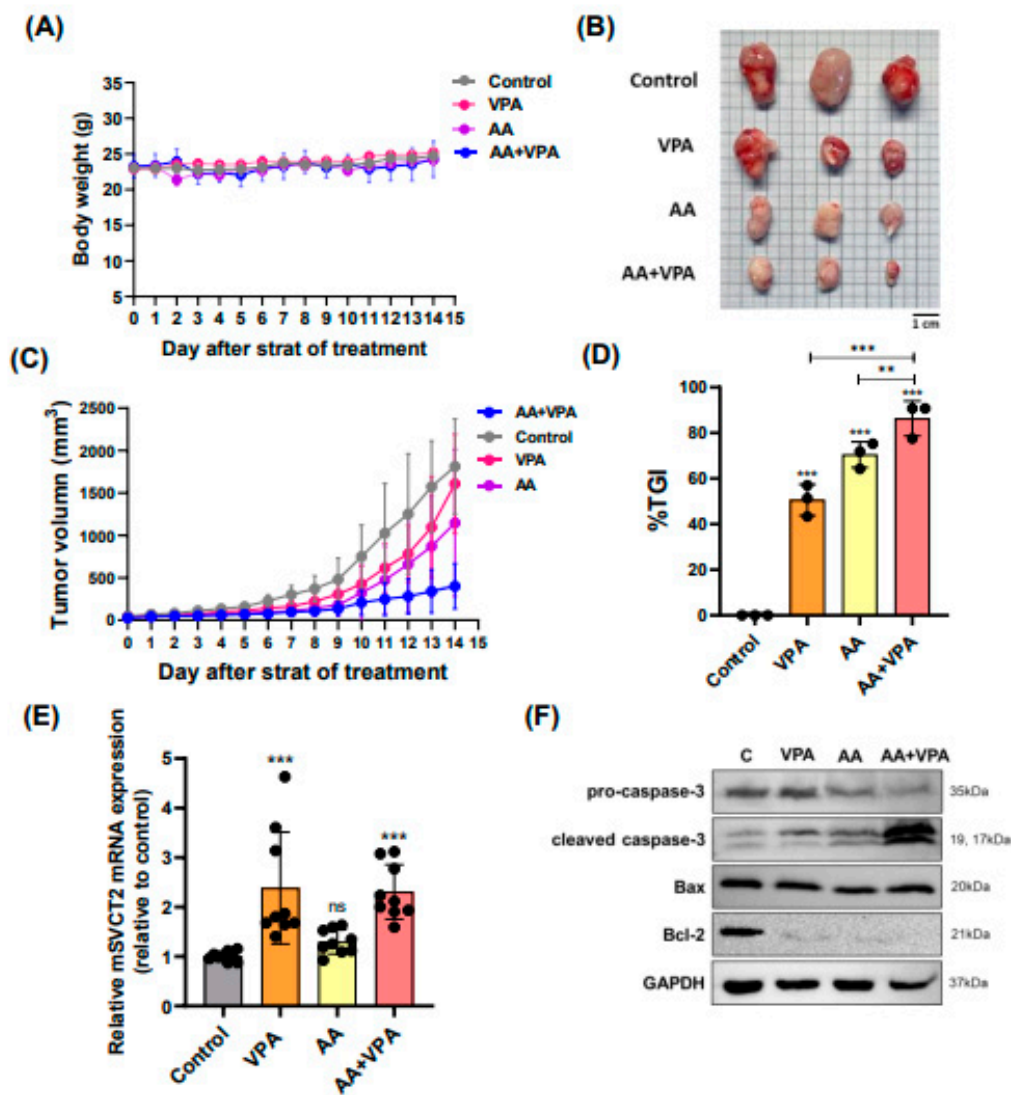 (A)
Body weight (g)
35
30
25
20
15
10
5
0 1 2 3 4 5 6 7 8 9 10 11 12 13 14 15
Day after strat of treatment
Control
VPA
AA
AA+VPA
(B)
Control
VPA
AA
AA+VPA
1 cm
(C)
Tumor volumn (mm³)
2500
2000
1500
1000
500
0
0 1 2 3 4 5 6 7 8 9 10 11 12 13 14 15
Day after strat of treatment
AA+VPA
Control
VPA
AA
(D)
%TGI
100
80
60
40
20
0
***
**
***
***
***
Control VPA AA AA+VPA
(E)
Relative mSVCT2 mRNA expression
(relative to control)
5
4
3
2
1
0
***
ns
***
Control VPA AA AA+VPA
(F)
C VPA AA AA+VPA
pro-caspase-3 35kDa
cleaved caspase-3 19, 17kDa
Bax 20kDa
Bcl-2 21kDa
GAPDH 37kDa